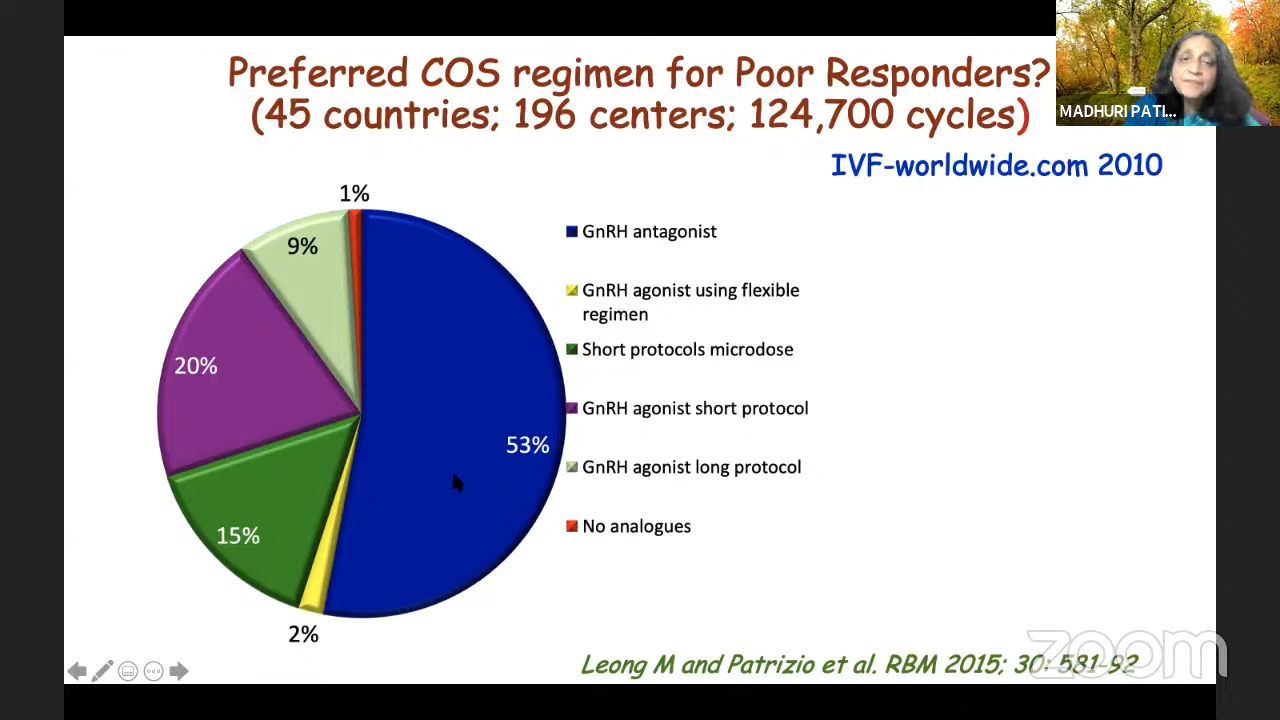 Preferred COS regimen for Poor Responders?
(45 countries; 196 centers; 124,700 cycles)
MADHURI PATI...
IVF-worldwide.com 2010
1%
9%
20%
53%
15%
2%
GnRH antagonist
GnRH agonist using flexible
regimen
Short protocols microdose
GnRH agonist short protocol
GnRH agonist long protocol
No analogues
Leong M and Patrizio et al. RBM 2015; 30: 581-92
zoom